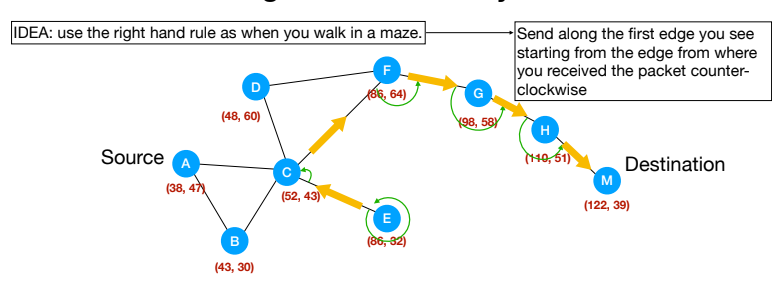 IDEA: use the right hand rule as when you walk in a maze.
Send along the first edge you see
starting from the edge from where
you received the packet counter-
clockwise
F
(86, 64)
D
(48, 60)
G
(98, 58)
H
(110, 51)
Source
A
(38, 47)
C
(52, 43)
Destination
M
(122, 39)
E
(86, 32)
B
(43, 30)